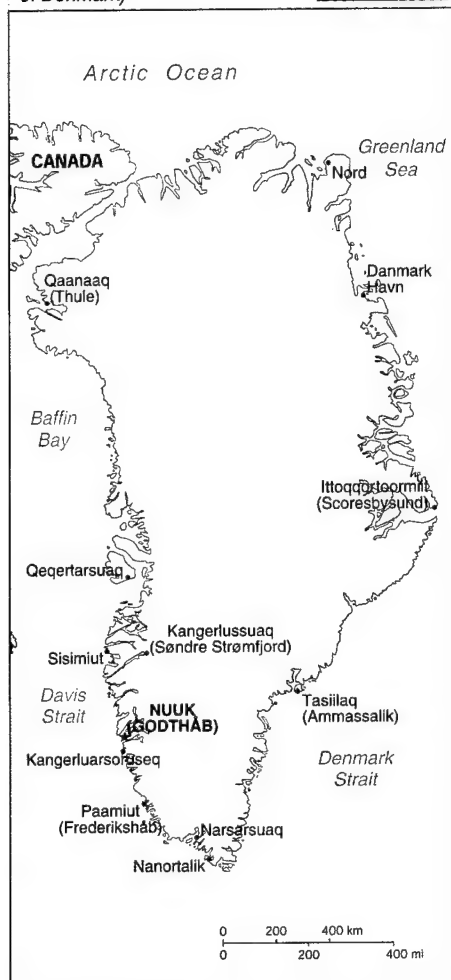 of Denmark)
Arctic Ocean
CANADA
Greenland
Sea
Nord
Qaanaaq
(Thule)
Danmark
Havn
Baffin
Bay
Ittoqqortoormiit
(Scoresbysund)
Qeqertarsuaq
Kangerlussuaq
(Søndre Strømfjord)
Sisimiut
Davis
Strait
NUUK
(GODTHÅB)
Tasiilaq
(Ammassalik)
Kangerluarsoruseq
Denmark
Strait
Paamiut
(Frederikshåb)
Narsarsuaq
Nanortalik
0 200 400 km
0 200 400 mi